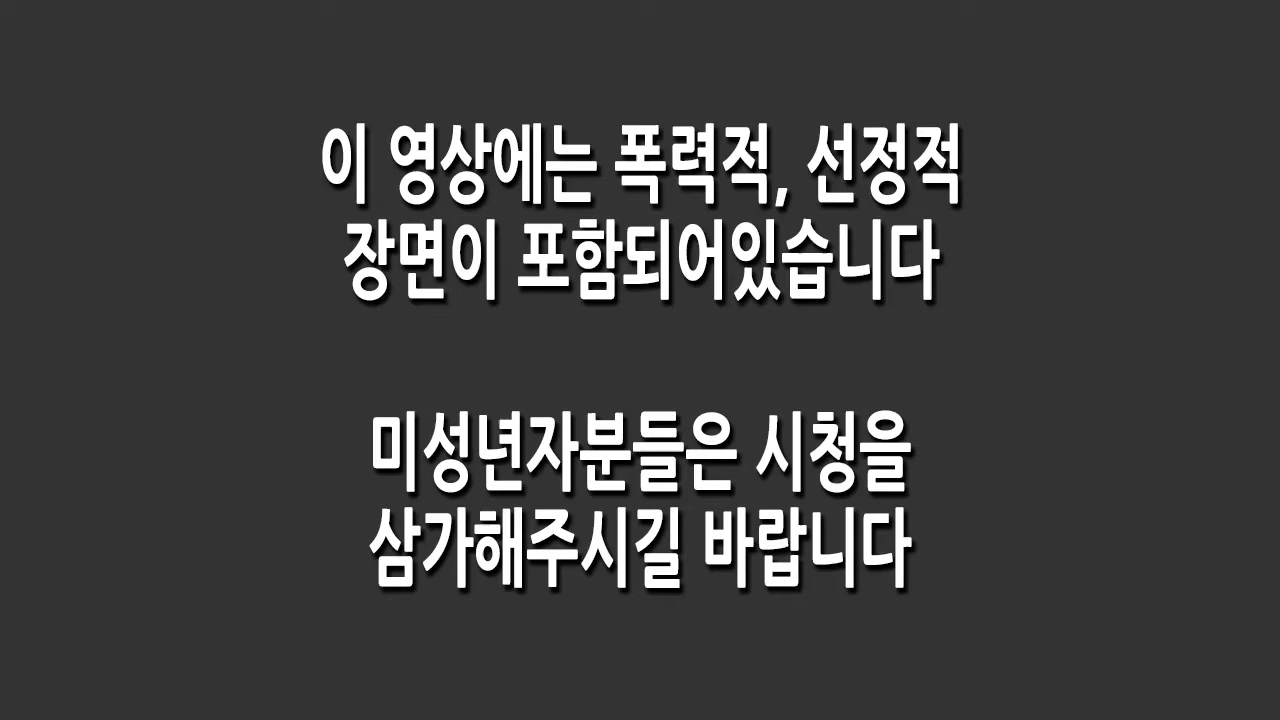 이 영상에는 폭력적, 선정적
장면이 포함되어있습니다
미성년자분들은 시청을
삼가해주시길 바랍니다